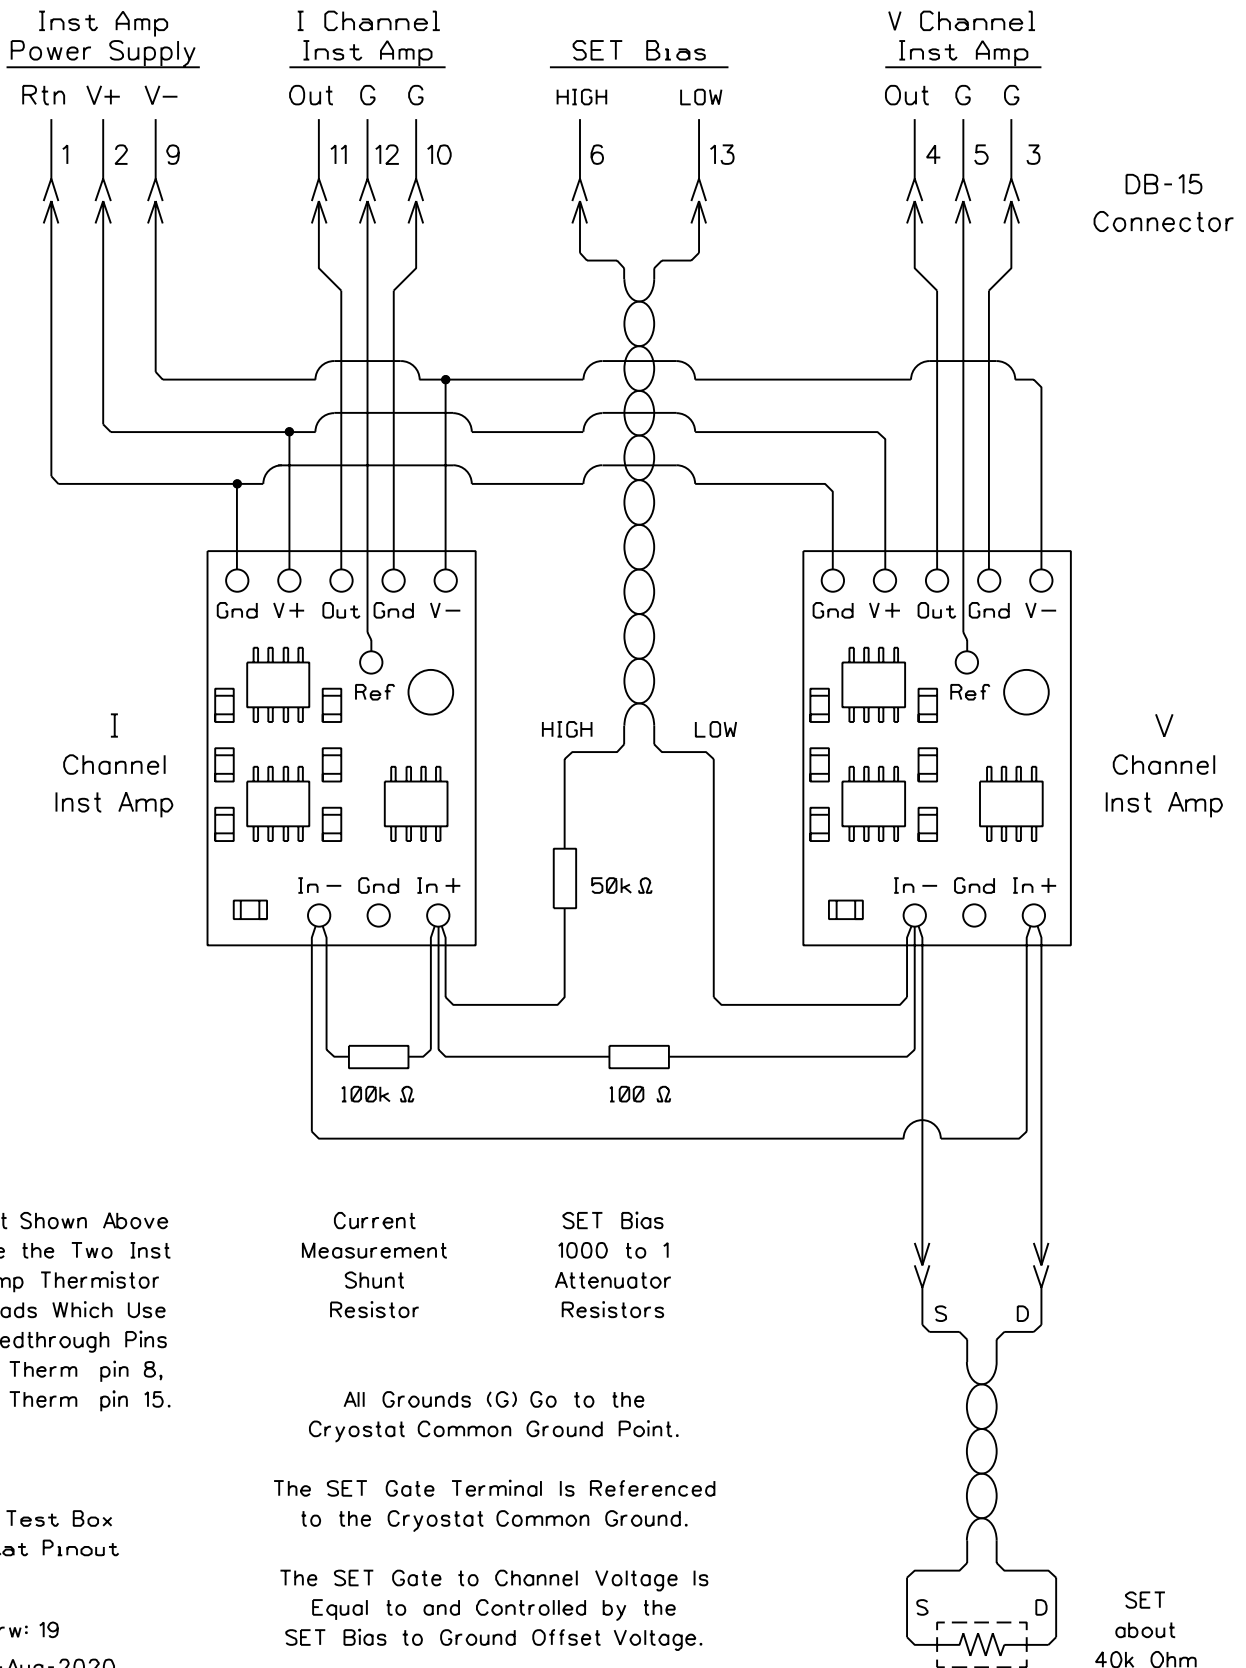 Inst Amp
Power Supply
I Channel
Inst Amp
SET Bias
V Channel
Inst Amp
Rtn V+ V-
Out G G
HIGH LOW
Out G G
1 2 9 11 12 10 6 13 4 5 3
DB-15
Connector
Gnd V+ Out Gnd V-
Ref
Gnd V+ Out Gnd V-
Ref
HIGH LOW
I
Channel
Inst Amp
V
Channel
Inst Amp
In- Gnd In+
50k Ω
In- Gnd In+
100k Ω
100 Ω
t Shown Above
e the Two Inst
mp Thermistor
ads Which Use
edthrough Pins
Therm pin 8,
Therm pin 15.
Current
Measurement
Shunt
Resistor
SET Bias
1000 to 1
Attenuator
Resistors
S D
All Grounds (G) Go to the
Cryostat Common Ground Point.
The SET Gate Terminal Is Referenced
to the Cryostat Common Ground.
Test Box
at Pinout
The SET Gate to Channel Voltage Is
Equal to and Controlled by the
SET Bias to Ground Offset Voltage.
rw: 19
-Aug-2020
S D
SET
about
40k Ohm